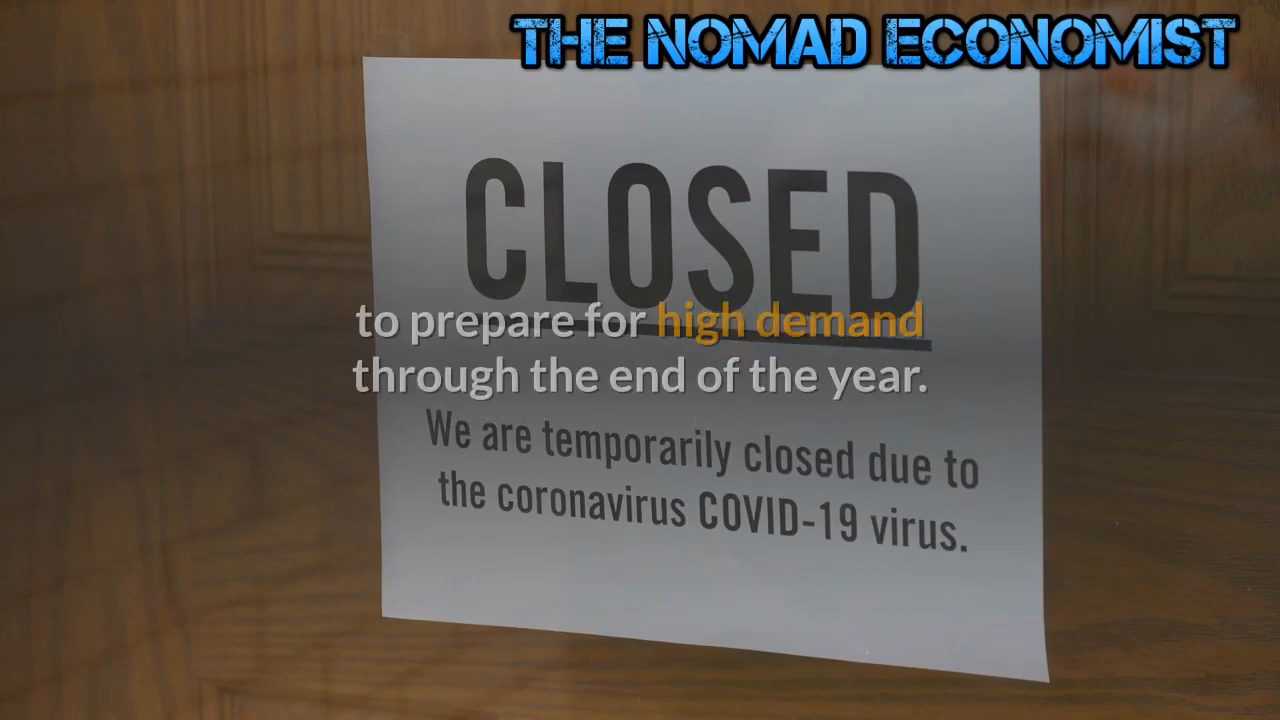 THE NOMAD ECONOMIST
CLOSED
to prepare for high demand
through the end of the year.
We are temporarily closed due to
the coronavirus COVID-19 virus.